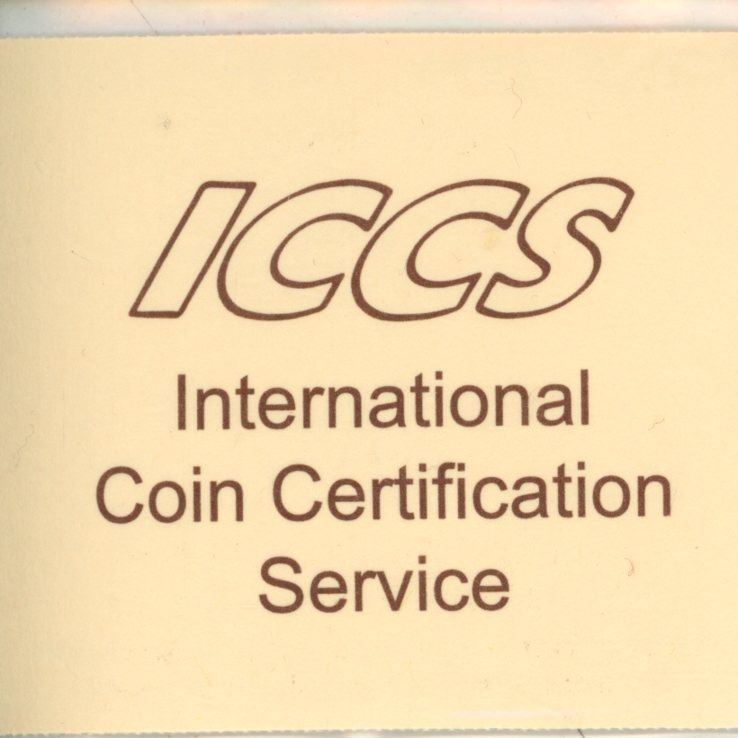 ICCS
International
Coin Certification
Service